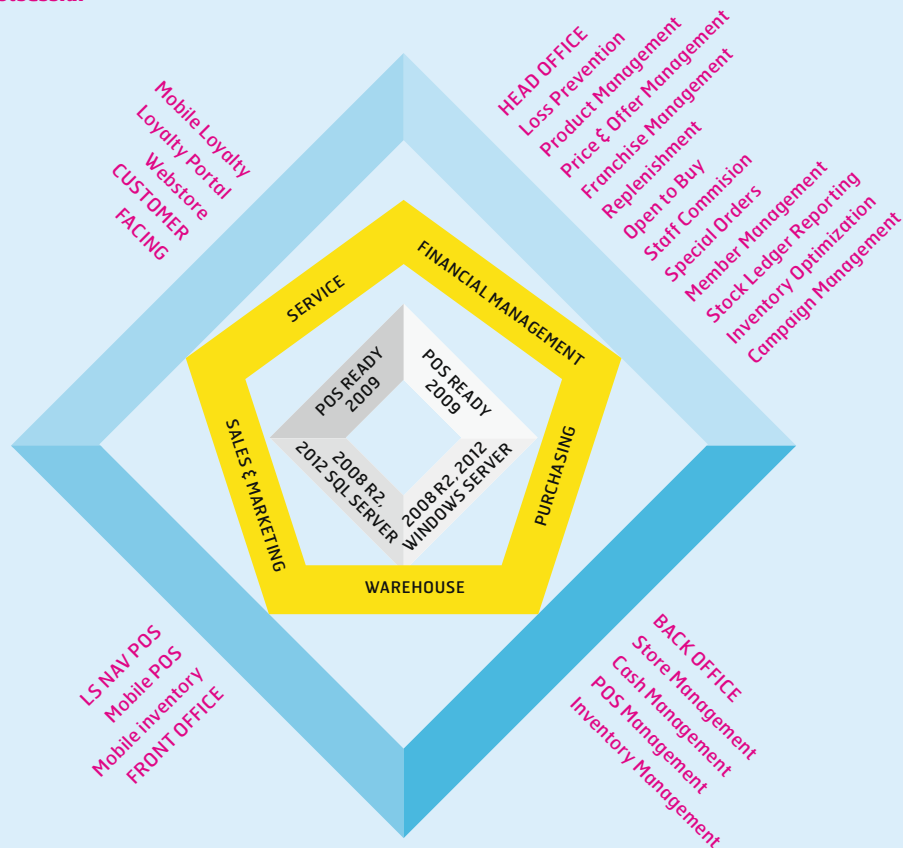 Mobile Loyalty
Loyalty Portal
Webstore
CUSTOMER
FACING
HEAD OFFICE
Loss Prevention
Product Management
Price & Offer Management
Franchise Management
Replenishment
Open to Buy
Staff Commision
Special Orders
Member Management
Stock Ledger Reporting
Inventory Optimization
Campaign Management
SERVICE
FINANCIAL MANAGEMENT
POS READY
2009
POS READY
2009
SALES & MARKETING
2008 R2,
2012 SQL SERVER
2008 R2, 2012
WINDOWS SERVER
PURCHASING
WAREHOUSE
LS NAV POS
Mobile POS
Mobile inventory
FRONT OFFICE
BACK OFFICE
Store Management
Cash Management
POS Management
Inventory Management